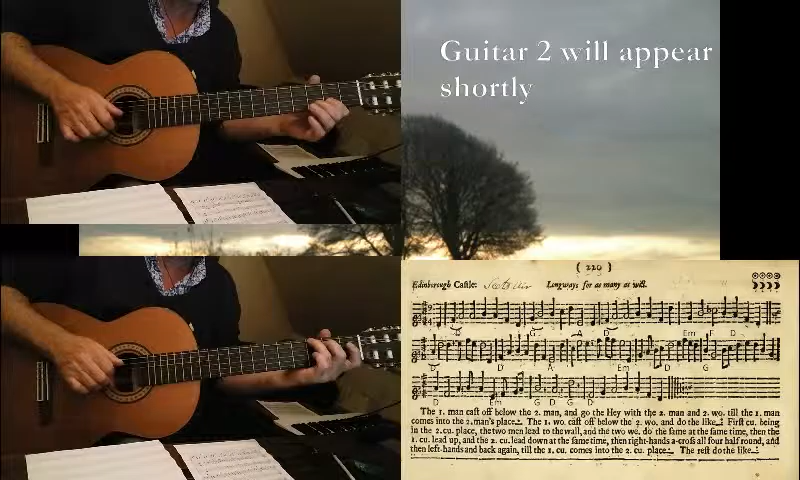 Guitar 2 will appear
shortly
( 229 )
Edinborough Castle: Longways for as many as will.
G A D Em F D
D D A Em D G
D Em G D G D
The 1. man cast off below the 2. man, and go the Hey with the 2. man and 2. wo. till the 1. man
comes into the 2. man's place. The 1. wo. cast off below the 2. wo. and do the like. First cu. being
in the 2. cu. place, the two men lead to the wall, and the two we. do the same at the same time, then the
1. cu. lead up, and the 2. cu. lead down at the same time, then right-hands a-cross all four half round, and
then left-hands and back again, till the 1. cu. comes into the 2. cu. place. The rest do the like.